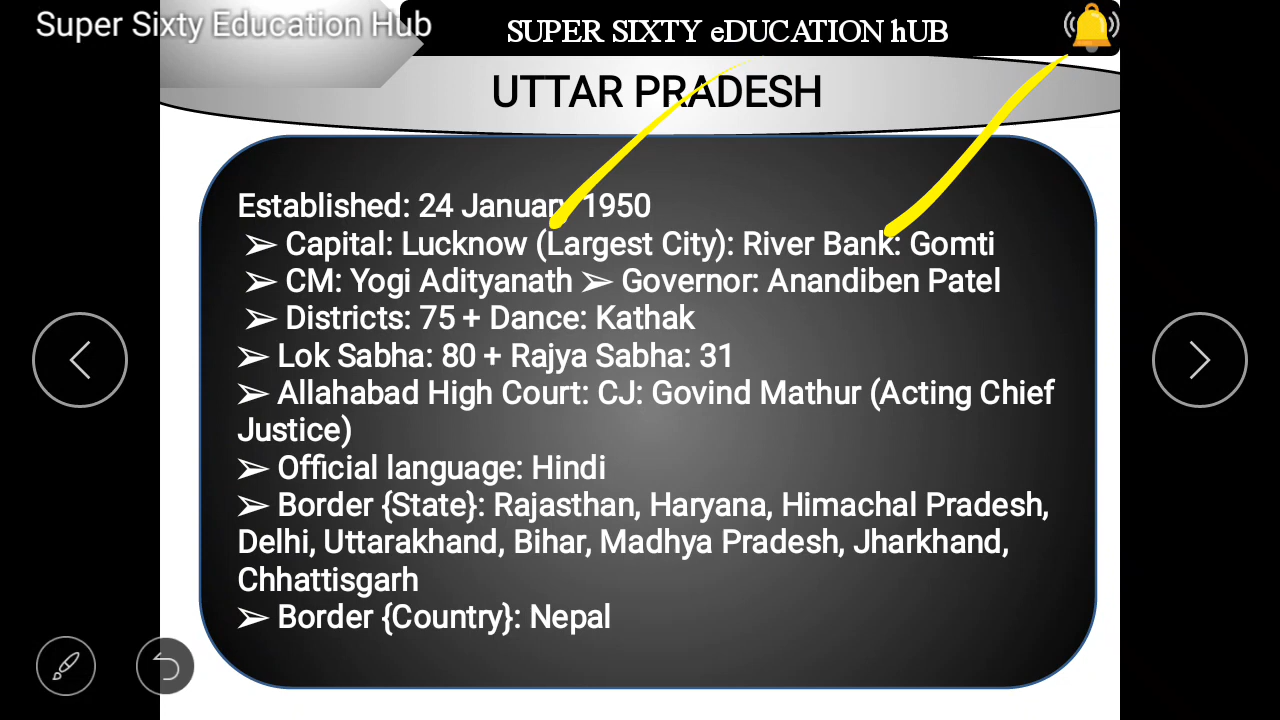 Super Sixty Education Hub
SUPER SIXTY eDUCATION hUB
UTTAR PRADESH
Established: 24 January 1950
➢ Capital: Lucknow (Largest City): River Bank: Gomti
➢ CM: Yogi Adityanath ➢ Governor: Anandiben Patel
➢ Districts: 75 + Dance: Kathak
➢ Lok Sabha: 80 + Rajya Sabha: 31
➢ Allahabad High Court: CJ: Govind Mathur (Acting Chief
Justice)
➢ Official language: Hindi
➢ Border {State}: Rajasthan, Haryana, Himachal Pradesh,
Delhi, Uttarakhand, Bihar, Madhya Pradesh, Jharkhand,
Chhattisgarh
➢ Border {Country}: Nepal